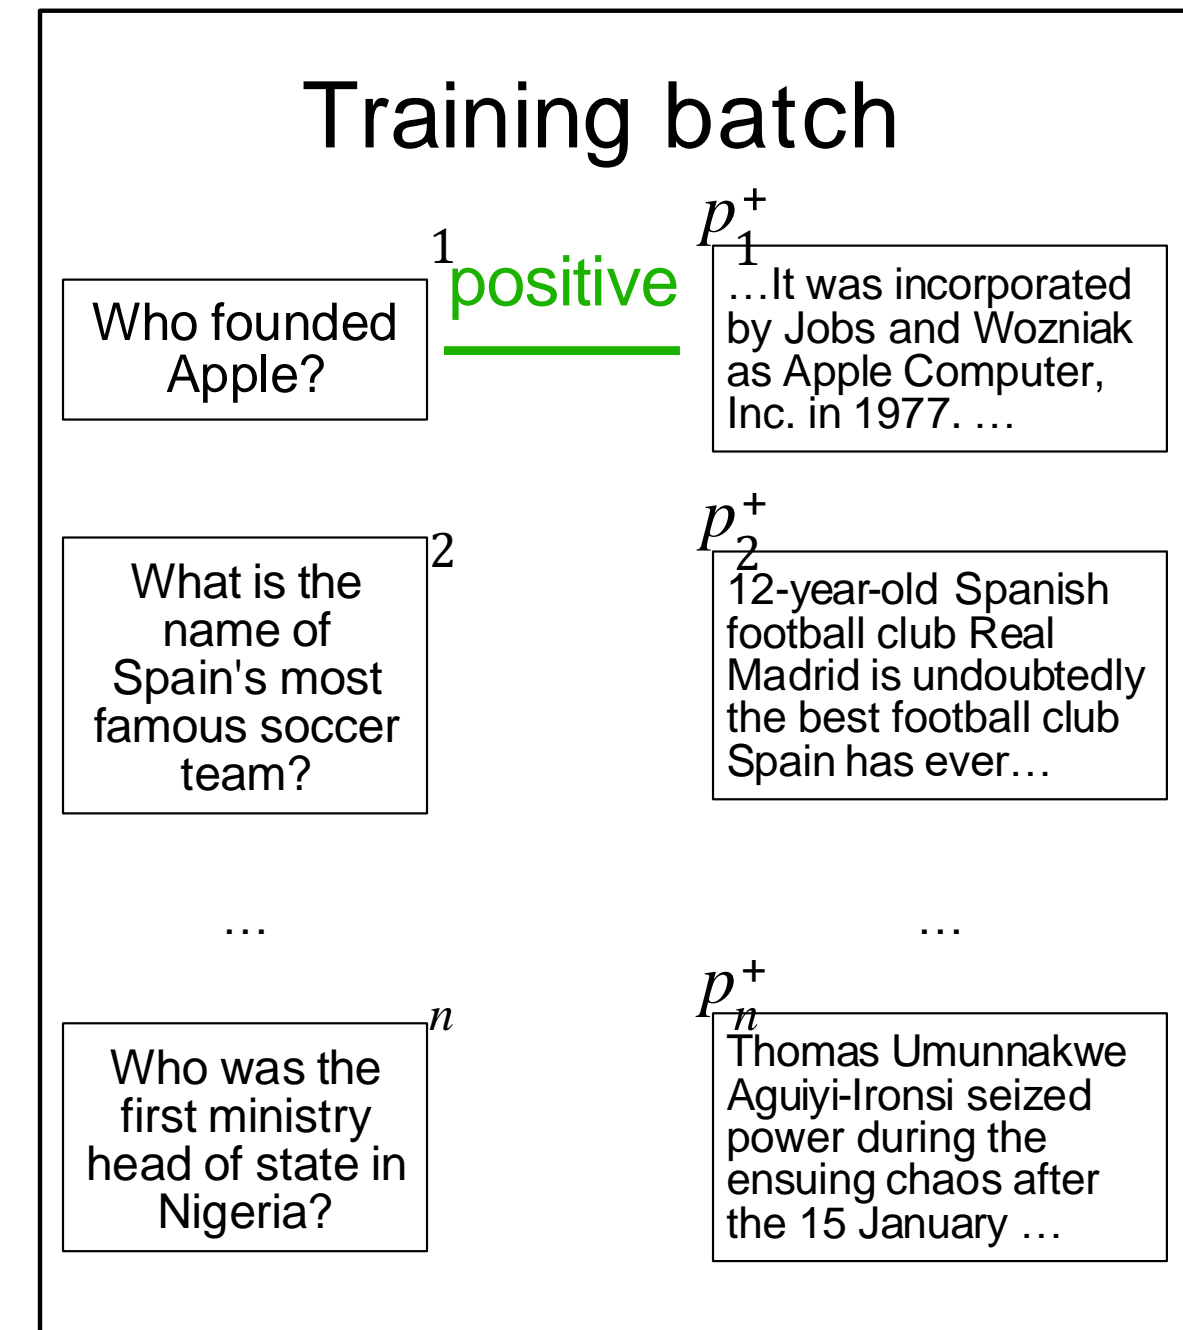 Training batch
1
positive
p₁⁺
Who founded
Apple?
…It was incorporated
by Jobs and Wozniak
as Apple Computer,
Inc. in 1977. …
2
p₂⁺
What is the
name of
Spain's most
famous soccer
team?
12-year-old Spanish
football club Real
Madrid is undoubtedly
the best football club
Spain has ever…
…
…
n
pₙ⁺
Who was the
first ministry
head of state in
Nigeria?
Thomas Umunnakwe
Aguiyi-Ironsi seized
power during the
ensuing chaos after
the 15 January …